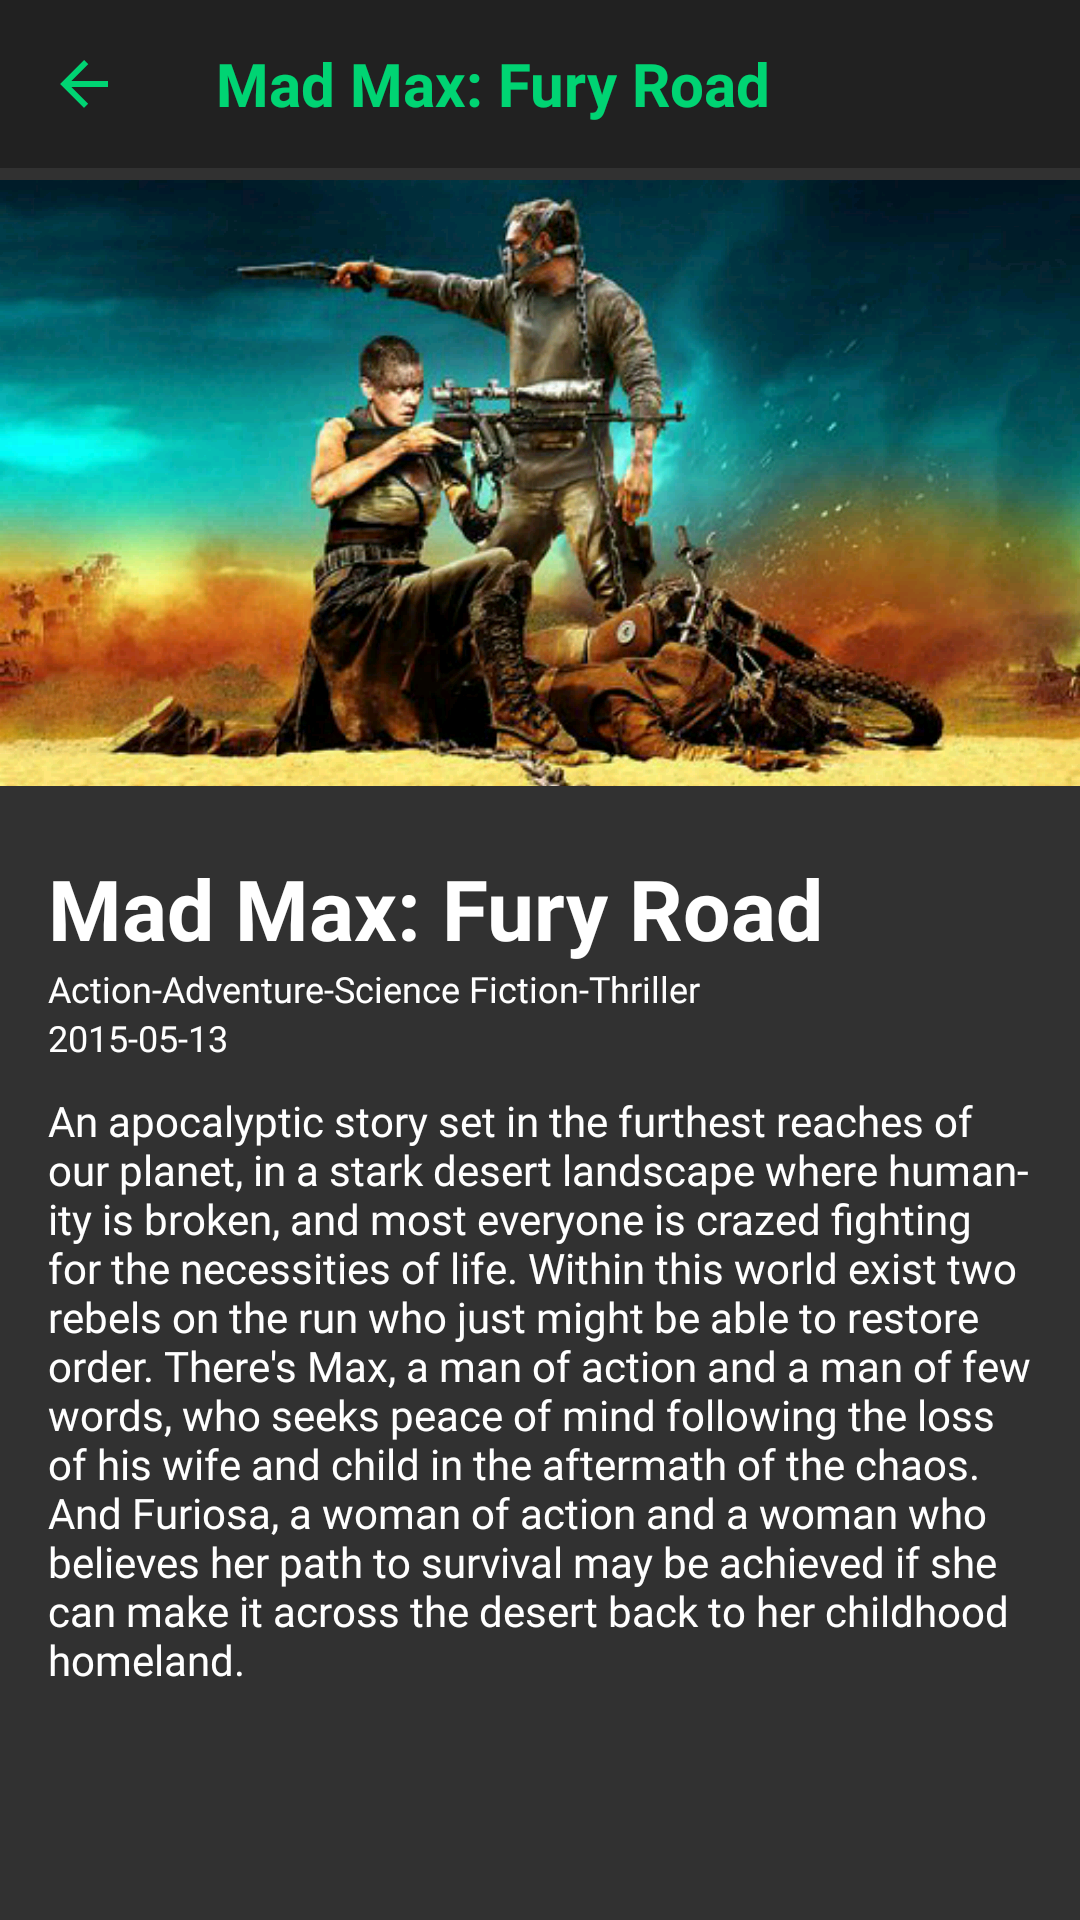 Mad Max: Fury Road
Mad Max: Fury Road
Action-Adventure-Science Fiction-Thriller
2015-05-13
An apocalyptic story set in the furthest reaches of
our planet, in a stark desert landscape where human-
ity is broken, and most everyone is crazed fighting
for the necessities of life. Within this world exist two
rebels on the run who just might be able to restore
order. There's Max, a man of action and a man of few
words, who seeks peace of mind following the loss
of his wife and child in the aftermath of the chaos.
And Furiosa, a woman of action and a woman who
believes her path to survival may be achieved if she
can make it across the desert back to her childhood
homeland.